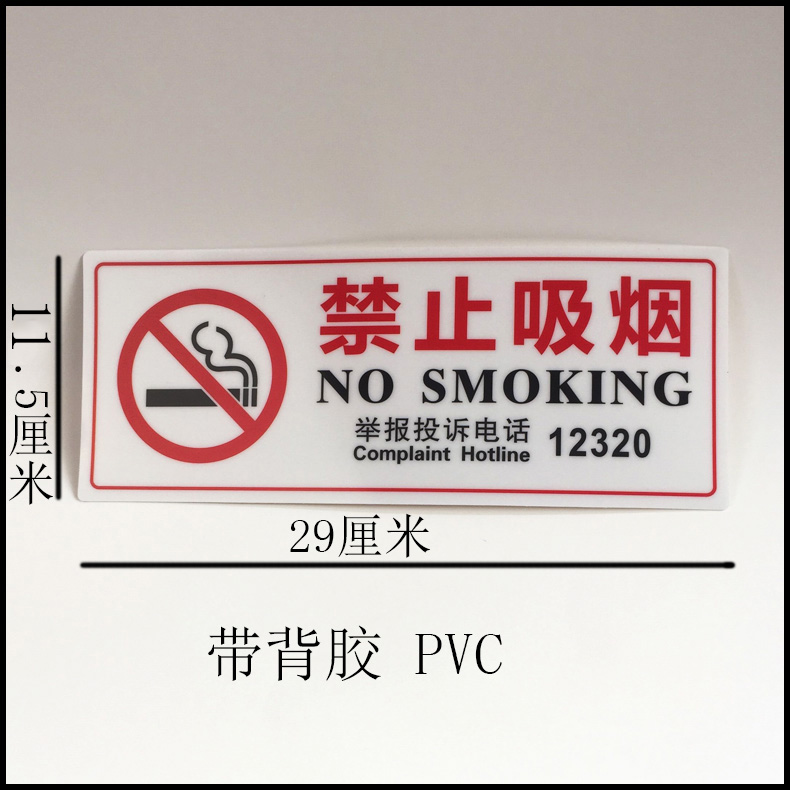 禁止吸烟
NO SMOKING
举报投诉电话 12320
Complaint Hotline
11.5厘米
29厘米
带背胶 PVC